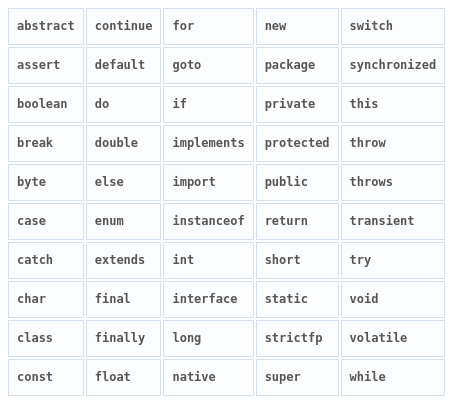 abstract continue for new switch
assert default goto package synchronized
boolean do if private this
break double implements protected throw
byte else import public throws
case enum instanceof return transient
catch extends int short try
char final interface static void
class finally long strictfp volatile
const float native super while